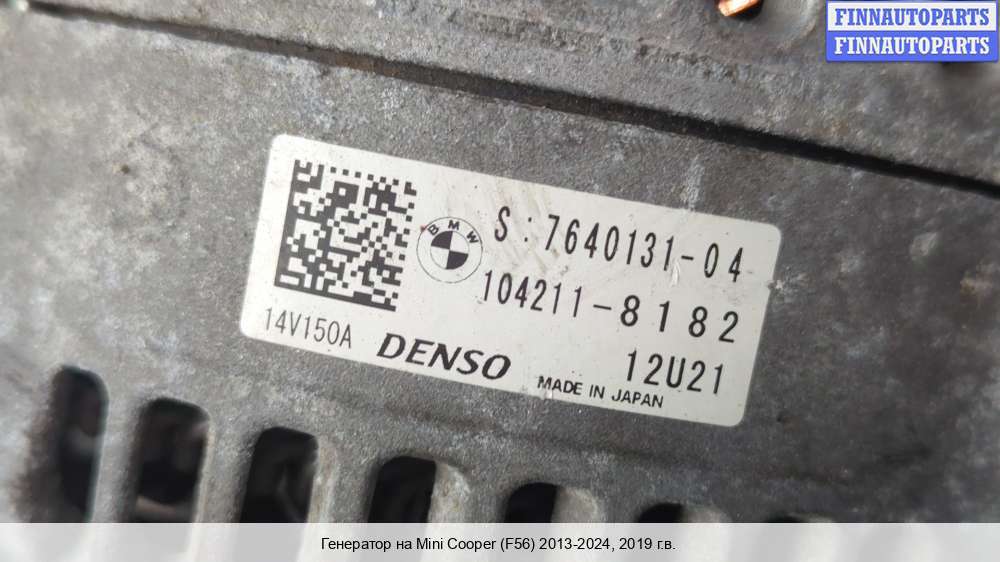 FINNAUTOPARTS
FINNAUTOPARTS
BMW
S:7640131-04
104211-8182
14V150A
DENSO
12U21
MADE IN JAPAN
Генератор на Mini Cooper (F56) 2013-2024, 2019 г.в.